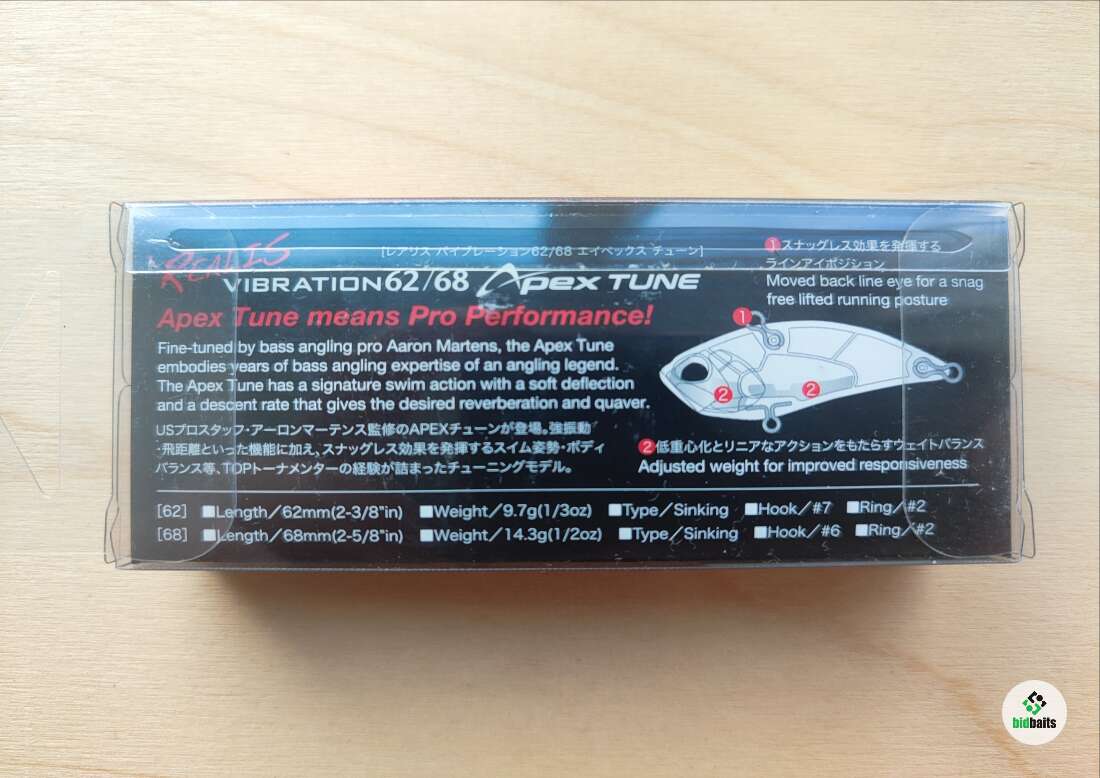 REALIS
[レアリス バイブレーション62/68 エイペックス チューン]
VIBRATION 62/68 Apex TUNE
Apex Tune means Pro Performance!
Fine-tuned by bass angling pro Aaron Martens, the Apex Tune
embodies years of bass angling expertise of an angling legend.
The Apex Tune has a signature swim action with a soft deflection
and a descent rate that gives the desired reverberation and quaver.
USプロスタッフ・アーロンマーテンス監修のAPEXチューンが登場。強振動
・飛距離といった機能に加え、スナッグレス効果を発揮するスイム姿勢・ボディ
バランス等、TOPトーナメンターの経験が詰まったチューニングモデル。
1 スナッグレス効果を発揮する
ラインアイポジション
Moved back line eye for a snag
free lifted running posture
1
2 2
2 低重心化とリニアなアクションをもたらすウェイトバランス
Adjusted weight for improved responsiveness
[62] ■Length/62mm(2-3/8"in) ■Weight/9.7g(1/3oz) ■Type/Sinking ■Hook/#7 ■Ring/#2
[68] ■Length/68mm(2-5/8"in) ■Weight/14.3g(1/2oz) ■Type/Sinking ■Hook/#6 ■Ring/#2
bidbaits